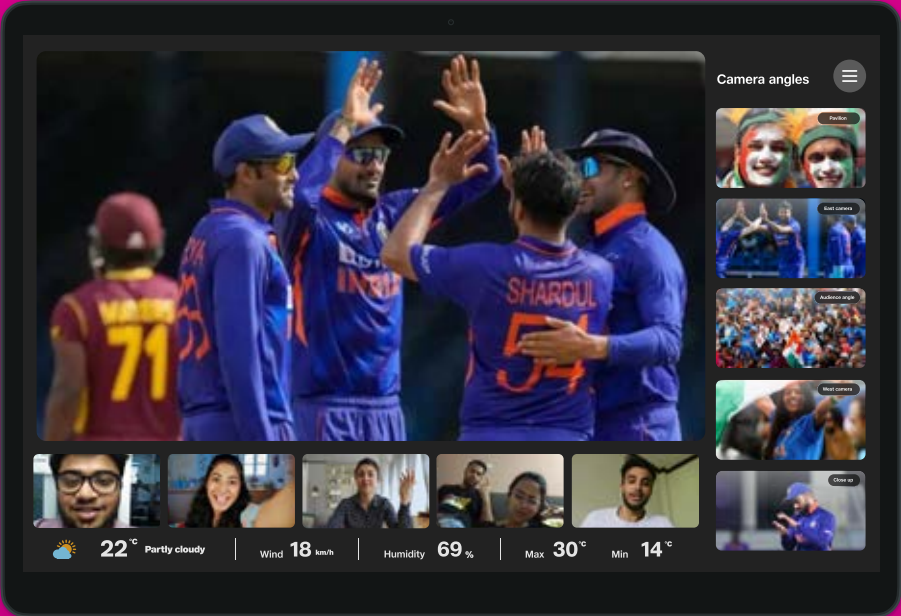 Camera angles
Pavilion
East camera
Audience angle
West camera
Close up
INDIA
SHARDUL
54
71
22 °C Partly cloudy
Wind 18 km/h
Humidity 69 %
Max 30 °C
Min 14 °C